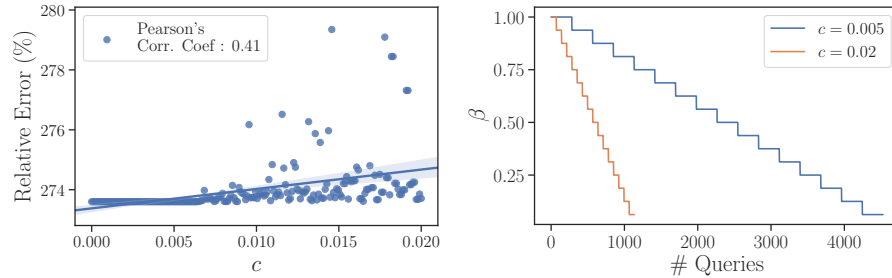 280
278
276
274
Relative Error (%)
Pearson's
Corr. Coef : 0.41
0.000
0.005
0.010
0.015
0.020
c
1.00
0.75
0.50
0.25
β
c = 0.005
c = 0.02
0
1000
2000
3000
4000
# Queries